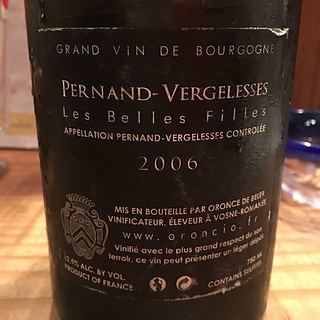 GRAND VIN DE BOURGOGNE
PERNAND-VERGELESSES
Les Belles Filles
APPELLATION PERNAND-VERGELESSES CONTROLÉE
2006
MIS EN BOUTEILLE PAR ORONCE DE BELER
VINIFICATEUR, ÉLEVEUR À VOSNE-ROMANÉE
www.oroncio.fr
Vinifié avec le plus grand respect de son
terroir, ce vin peut présenter un léger dépôt.
12,5% ALC. BY VOL.
PRODUCT OF FRANCE
750 ML
CONTAINS SULFITES